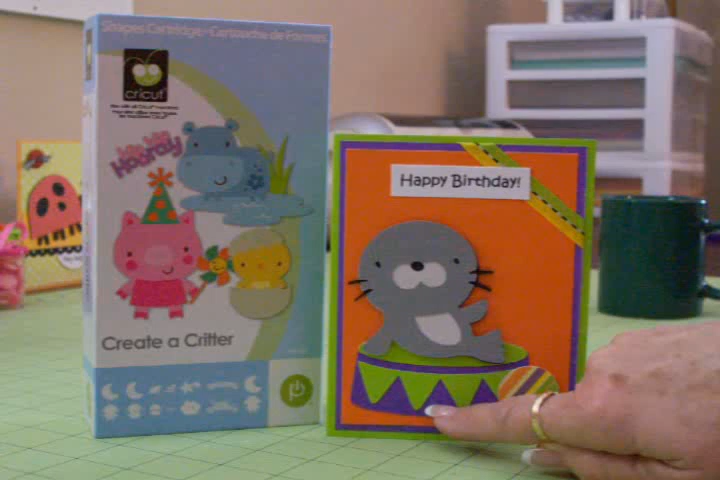 Shapes Cartridge • Cartouche de Formes
cricut
Hooray
Create a Critter
Happy Birthday!